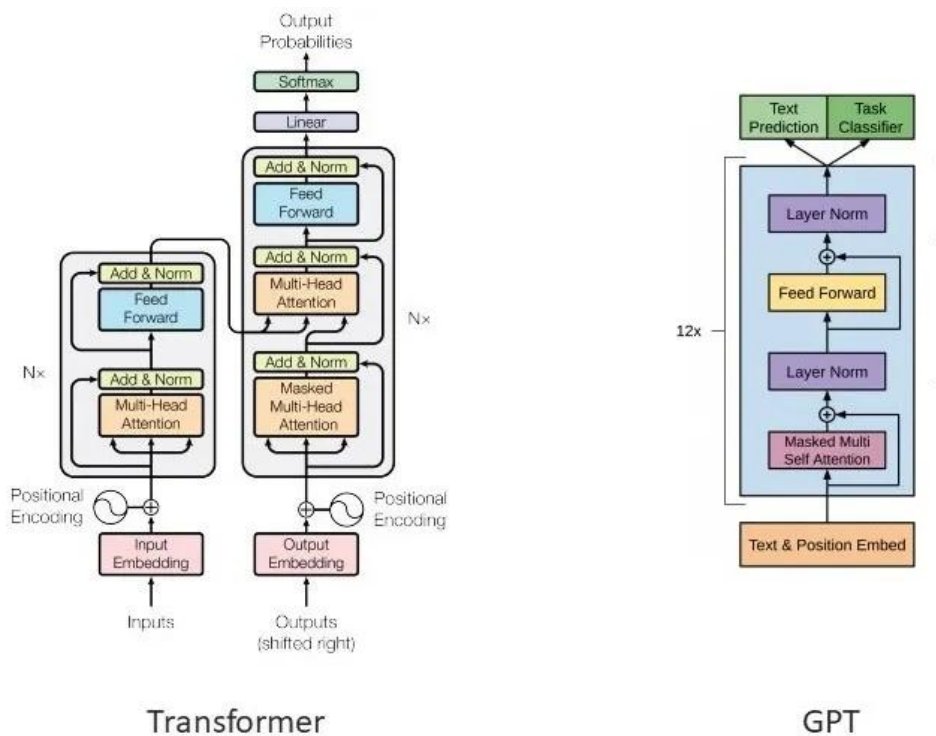 Output
Probabilities
Softmax
Linear
Add & Norm
Feed
Forward
Add & Norm
Multi-Head
Attention
Add & Norm
Masked
Multi-Head
Attention
Nx
Add & Norm
Feed
Forward
Add & Norm
Multi-Head
Attention
Nx
Positional
Encoding
Positional
Encoding
Input
Embedding
Output
Embedding
Inputs
Outputs
(shifted right)
Transformer
Text
Prediction
Task
Classifier
Layer Norm
Feed Forward
12x
Layer Norm
Masked Multi
Self Attention
Text & Position Embed
GPT